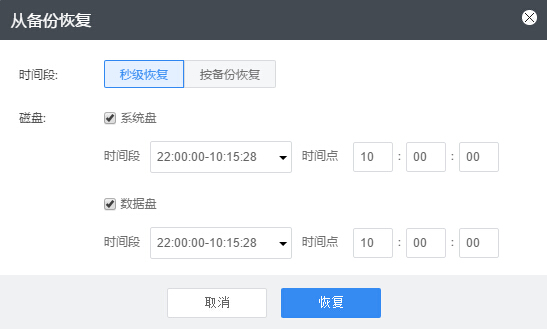 从备份恢复
时间段: 秒级恢复 按备份恢复
磁盘: 系统盘
时间段 22:00:00-10:15:28 时间点 10 : 00 : 00
数据盘
时间段 22:00:00-10:15:28 时间点 10 : 00 : 00
取消 恢复